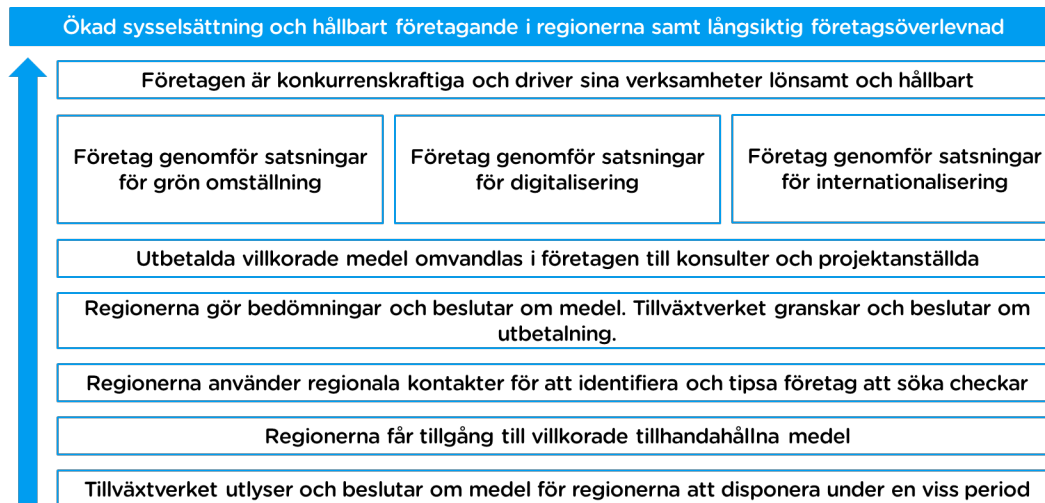 Ökad sysselsättning och hållbart företagande i regionerna samt långsiktig företagsöverlevnad
Företagen är konkurrenskraftiga och driver sina verksamheter lönsamt och hållbart
Företag genomför satsningar
för grön omställning
Företag genomför satsningar
för digitalisering
Företag genomför satsningar
för internationalisering
Utbetalda villkorade medel omvandlas i företagen till konsulter och projektanställda
Regionerna gör bedömningar och beslutar om medel. Tillväxtverket granskar och beslutar om
utbetalning.
Regionerna använder regionala kontakter för att identifiera och tipsa företag att söka checkar
Regionerna får tillgång till villkorade tillhandahållna medel
Tillväxtverket utlyser och beslutar om medel för regionerna att disponera under en viss period